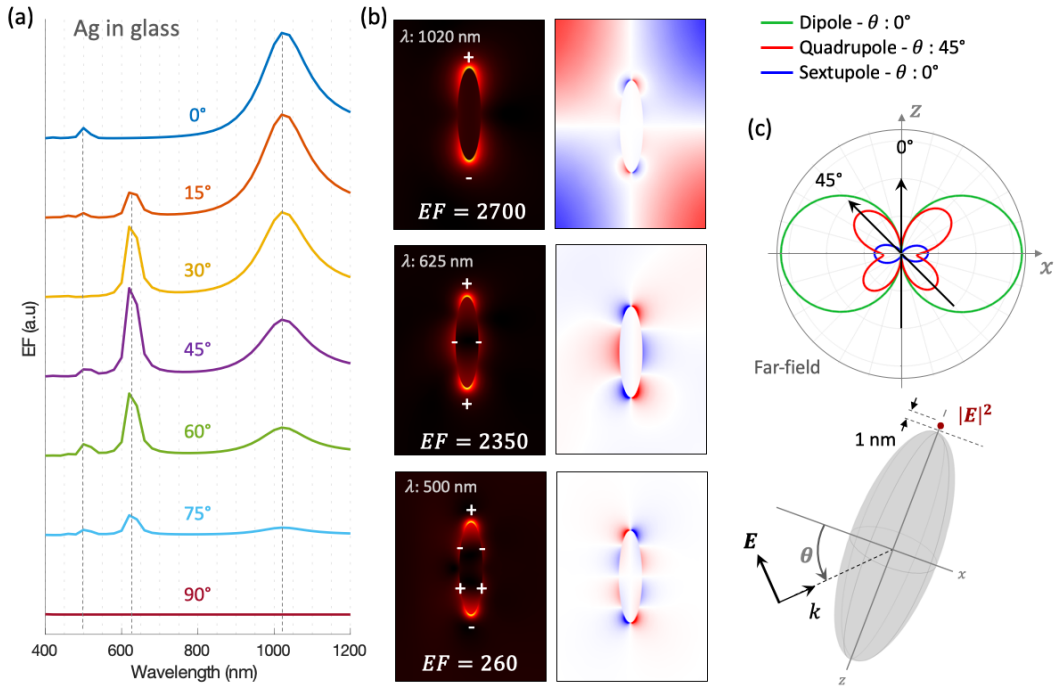 (a)
Ag in glass
0°
15°
30°
45°
60°
75°
90°
EF (a.u)
400 600 800 1000 1200
Wavelength (nm)
(b)
λ: 1020 nm
+
-
EF = 2700
λ: 625 nm
+
- -
+
EF = 2350
λ: 500 nm
+
- -
+ +
-
EF = 260
Dipole - θ : 0°
Quadrupole - θ : 45°
Sextupole - θ : 0°
(c)
z
0°
45°
x
Far-field
|E|²
1 nm
θ
E
k
x
z